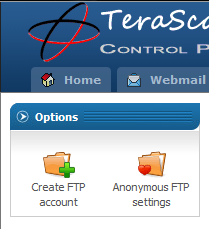 TeraSca
CONTROL P
Home Webmail
Options
Create FTP Anonymous FTP
account settings